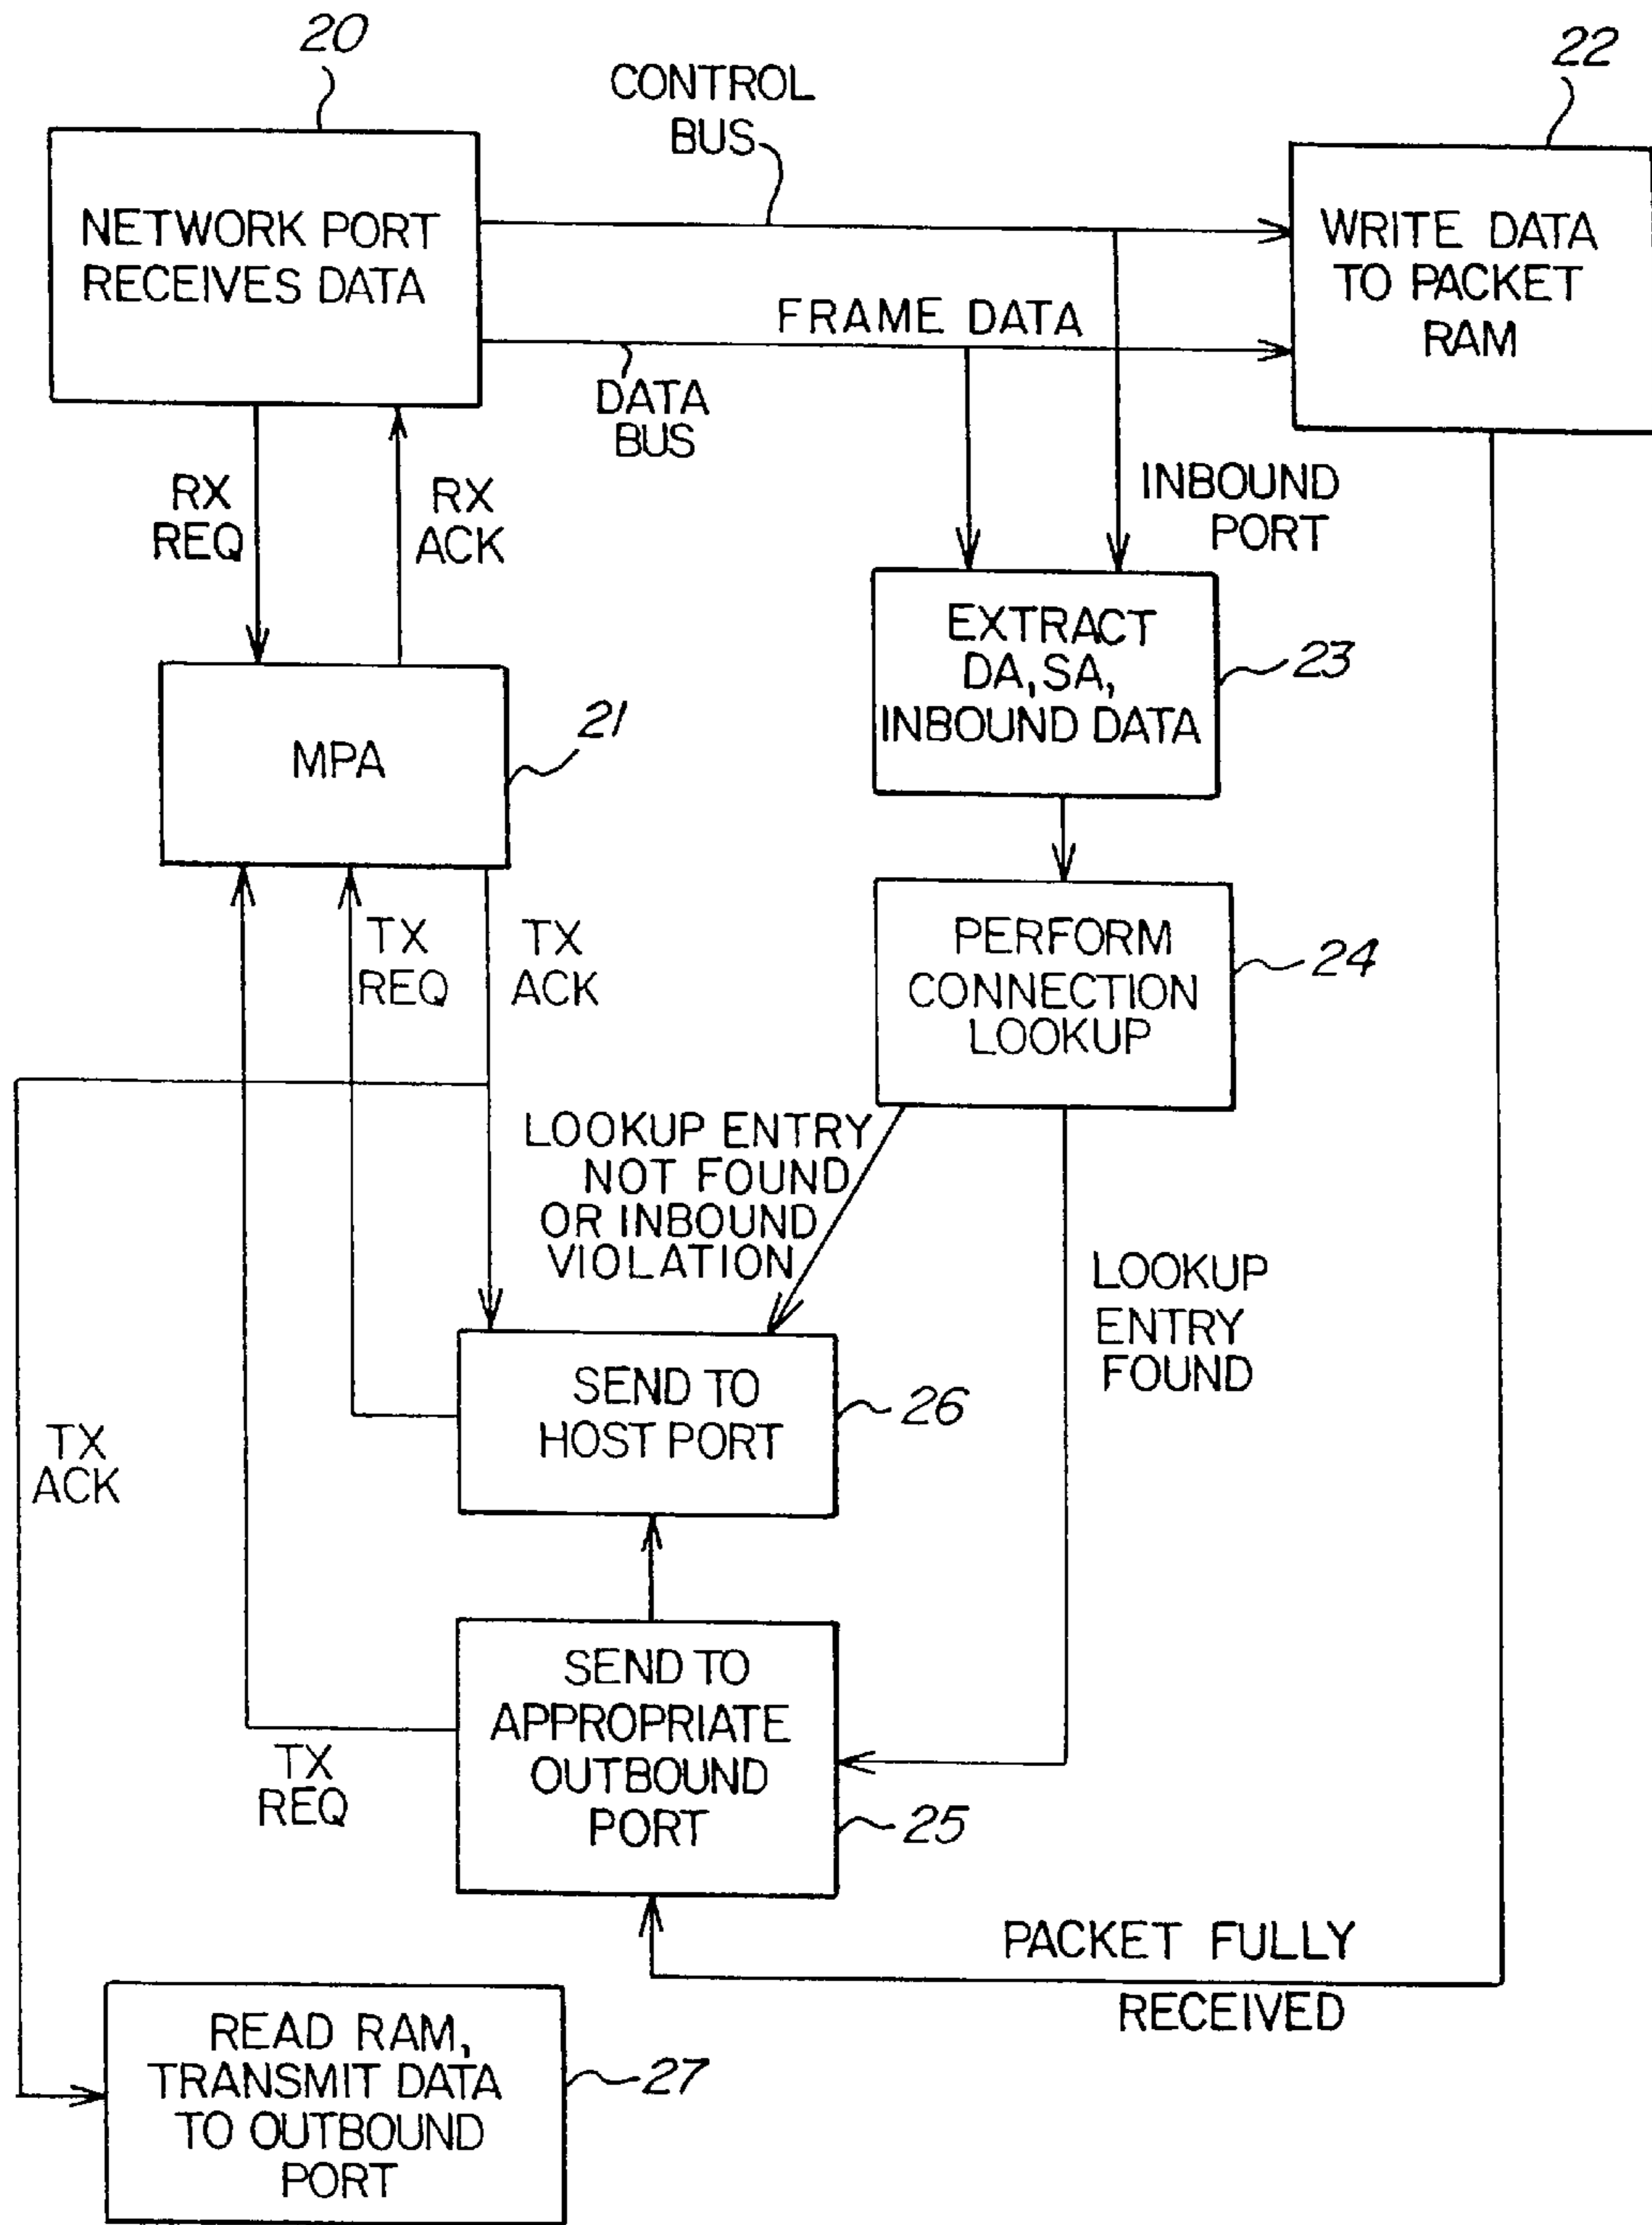 20
22
CONTROL
BUS
NETWORK PORT
RECEIVES DATA
WRITE DATA
TO PACKET
RAM
FRAME DATA
DATA
BUS
RX
REQ
RX
ACK
INBOUND
PORT
EXTRACT
DA, SA,
INBOUND DATA
23
MPA
21
TX
REQ
TX
ACK
PERFORM
CONNECTION
LOOKUP
24
LOOKUP ENTRY
NOT FOUND
OR INBOUND
VIOLATION
LOOKUP
ENTRY
FOUND
SEND TO
HOST PORT
26
TX
ACK
SEND TO
APPROPRIATE
OUTBOUND
PORT
25
TX
REQ
PACKET FULLY
RECEIVED
READ RAM,
TRANSMIT DATA
TO OUTBOUND
PORT
27